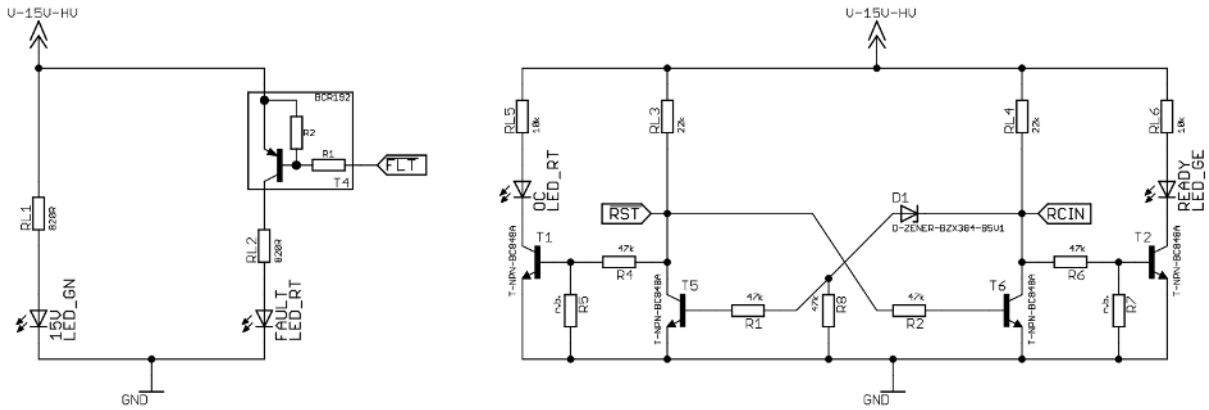 V-15V-HV
BCR192
R2
R1
FLT
T4
RL1
820R
RL2
820R
15V
LED_GN
FAULT
LED_RT
GND
V-15V-HV
RL5
10k
RL3
22k
RL4
22k
RL6
10k
OC
LED_RT
READY
LED_GE
RST
D1
D-ZENER-BZX384-B5V1
RCIN
T1
T-NPN-BC848A
47k
R4
n.b.
R5
T5
T-NPN-BC848A
47k
R1
47k
R8
47k
R2
T6
T-NPN-BC848A
47k
R6
n.b.
R7
T2
T-NPN-BC848A
GND